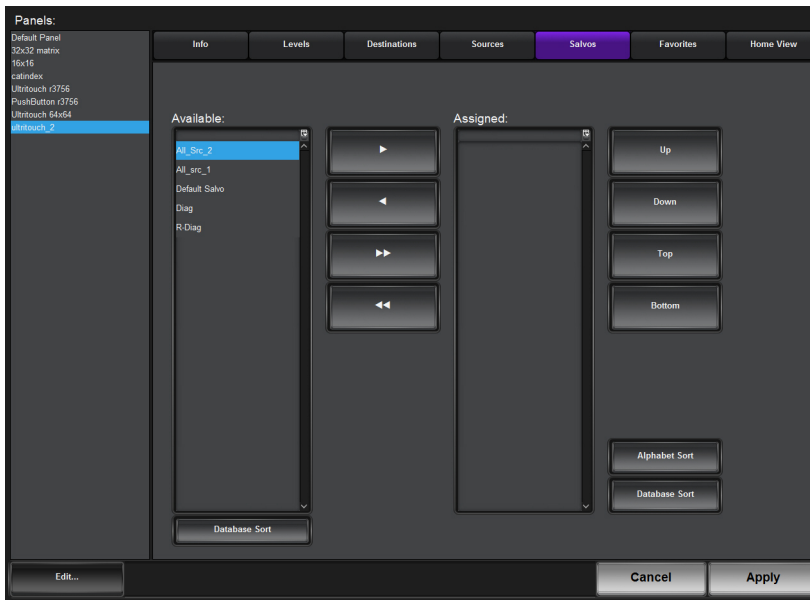 Panels:
Default Panel
32x32 matrix
16x16
catindex
Ultritouch r3756
PushButton r3756
Ultritouch 64x64
ultritouch_2
Info
Levels
Destinations
Sources
Salvos
Favorites
Home View
Available:
All_Src_2
All_src_1
Default Salvo
Diag
R-Diag
Database Sort
Assigned:
Up
Down
Top
Bottom
Alphabet Sort
Database Sort
Edit...
Cancel
Apply